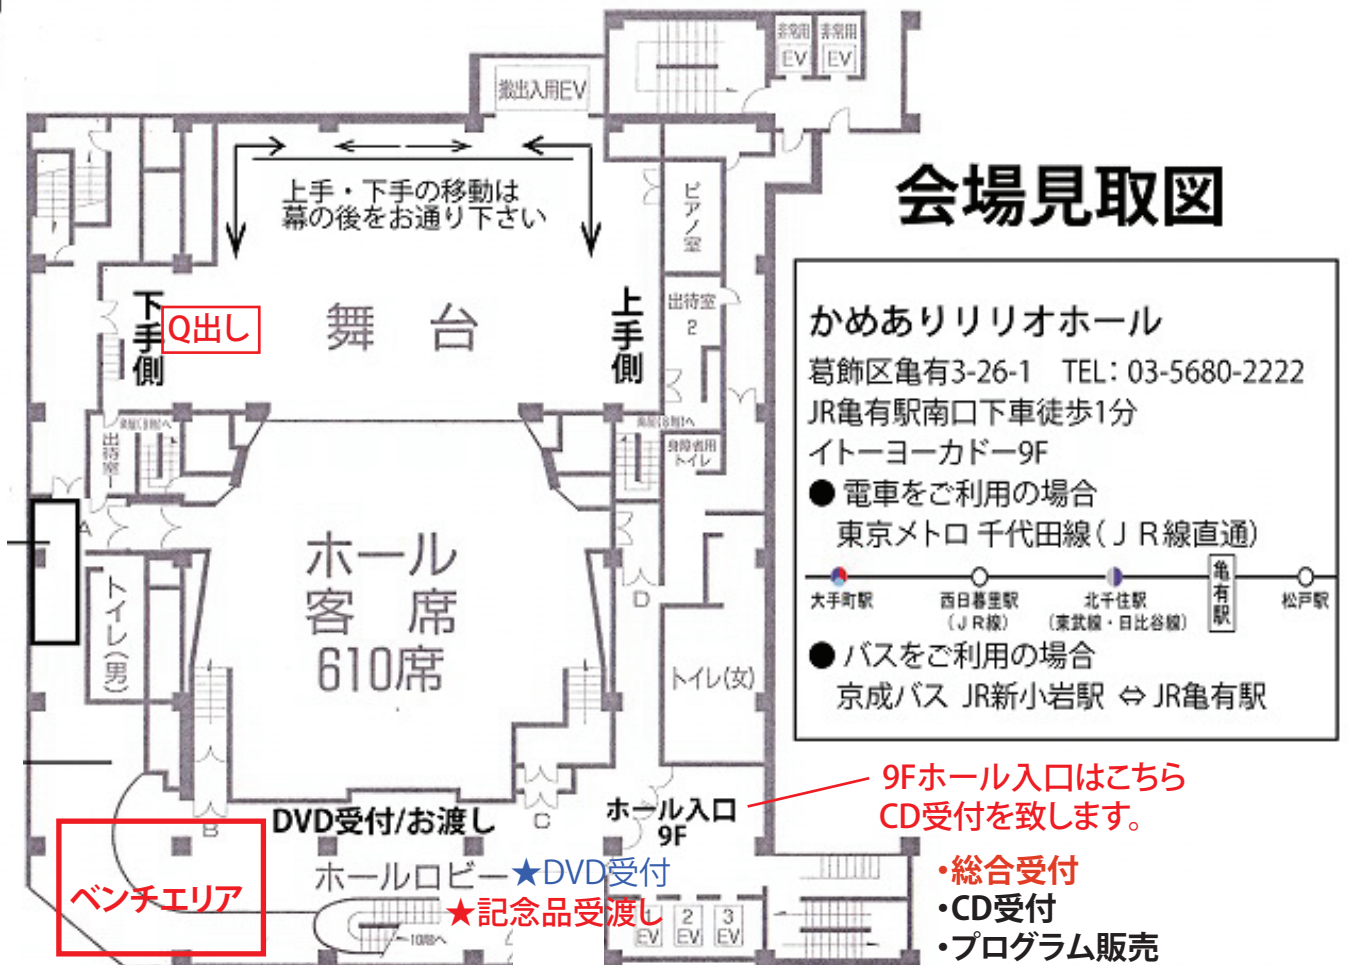 非常用
EV
非常用
EV
搬出入用EV
上手・下手の移動は
幕の後をお通り下さい
ピアノ室
会場見取図
下手側
Q出し
舞 台
上手側
出待室
2
かめありリリオホール
葛飾区亀有3-26-1 TEL: 03-5680-2222
JR亀有駅南口下車徒歩1分
イトーヨーカドー9F
● 電車をご利用の場合
東京メトロ 千代田線(JR線直通)
大手町駅
西日暮里駅
(JR線)
北千住駅
(東武線・日比谷線)
亀有駅
松戸駅
● バスをご利用の場合
京成バス JR新小岩駅 ⇔ JR亀有駅
出待室
身障者用
トイレ
A
ホール
客 席
610席
D
トイレ(男)
トイレ(女)
B
DVD受付/お渡し
C
ホール入口
9F
9Fホール入口はこちら
CD受付を致します。
ベンチエリア
ホールロビー
★DVD受付
★記念品受渡し
10階へ
1
EV
2
EV
3
EV
・総合受付
・CD受付
・プログラム販売